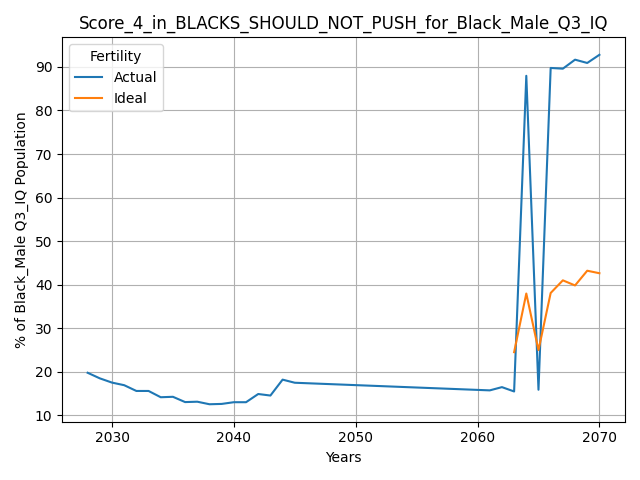 Score_4_in_BLACKS_SHOULD_NOT_PUSH_for_Black_Male_Q3_IQ
Fertility
Actual
Ideal
% of Black_Male Q3_IQ Population
90
80
70
60
50
40
30
20
10
2030
2040
2050
2060
2070
Years